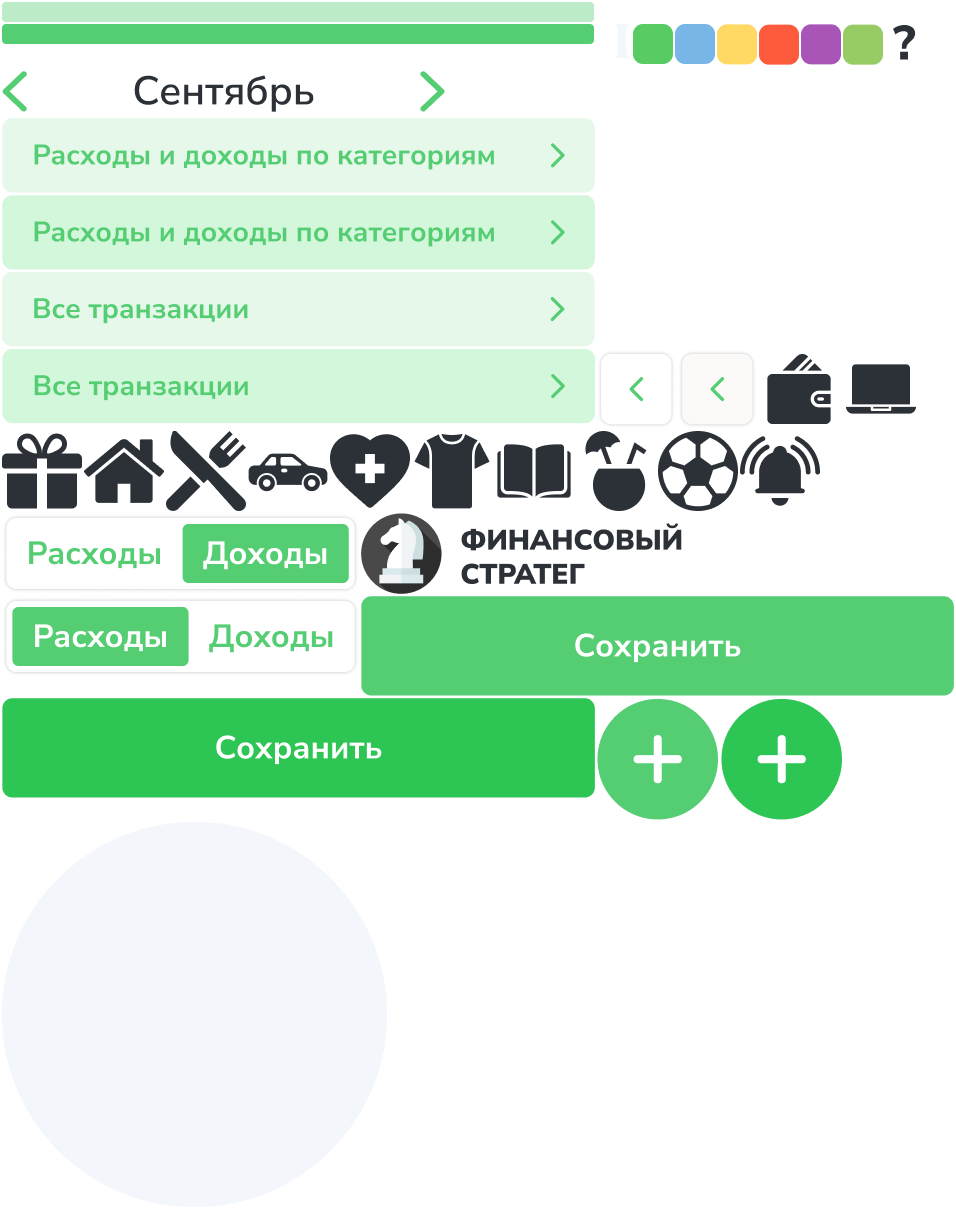 ?
Сентябрь
Расходы и доходы по категориям
Расходы и доходы по категориям
Все транзакции
Все транзакции
Расходы Доходы
ФИНАНСОВЫЙ
СТРАТЕГ
Расходы Доходы
Сохранить
Сохранить